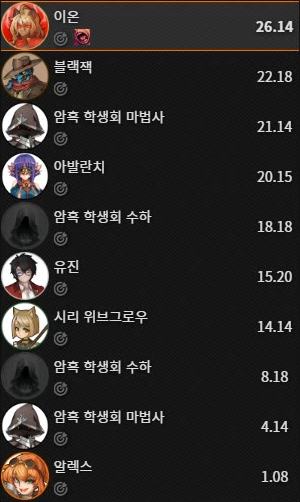 이온
26.14
블랙잭
22.18
암흑 학생회 마법사
21.14
아발란치
20.15
암흑 학생회 수하
18.18
유진
15.20
시리 위브그로우
14.14
암흑 학생회 수하
8.18
암흑 학생회 마법사
4.14
알렉스
1.08